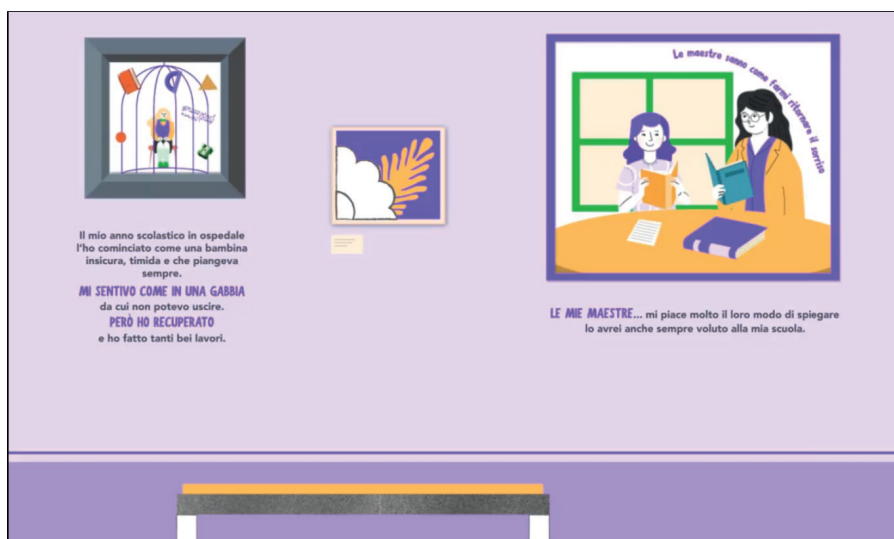 Il mio anno scolastico in ospedale
l'ho cominciato come una bambina
insicura, timida e che piangeva
sempre.
MI SENTIVO COME IN UNA GABBIA
da cui non potevo uscire.
PERÒ HO RECUPERATO
e ho fatto tanti bei lavori.
Le maestre sanno come farmi ritornare il sorriso
LE MIE MAESTRE... mi piace molto il loro modo di spiegare
lo avrei anche sempre voluto alla mia scuola.